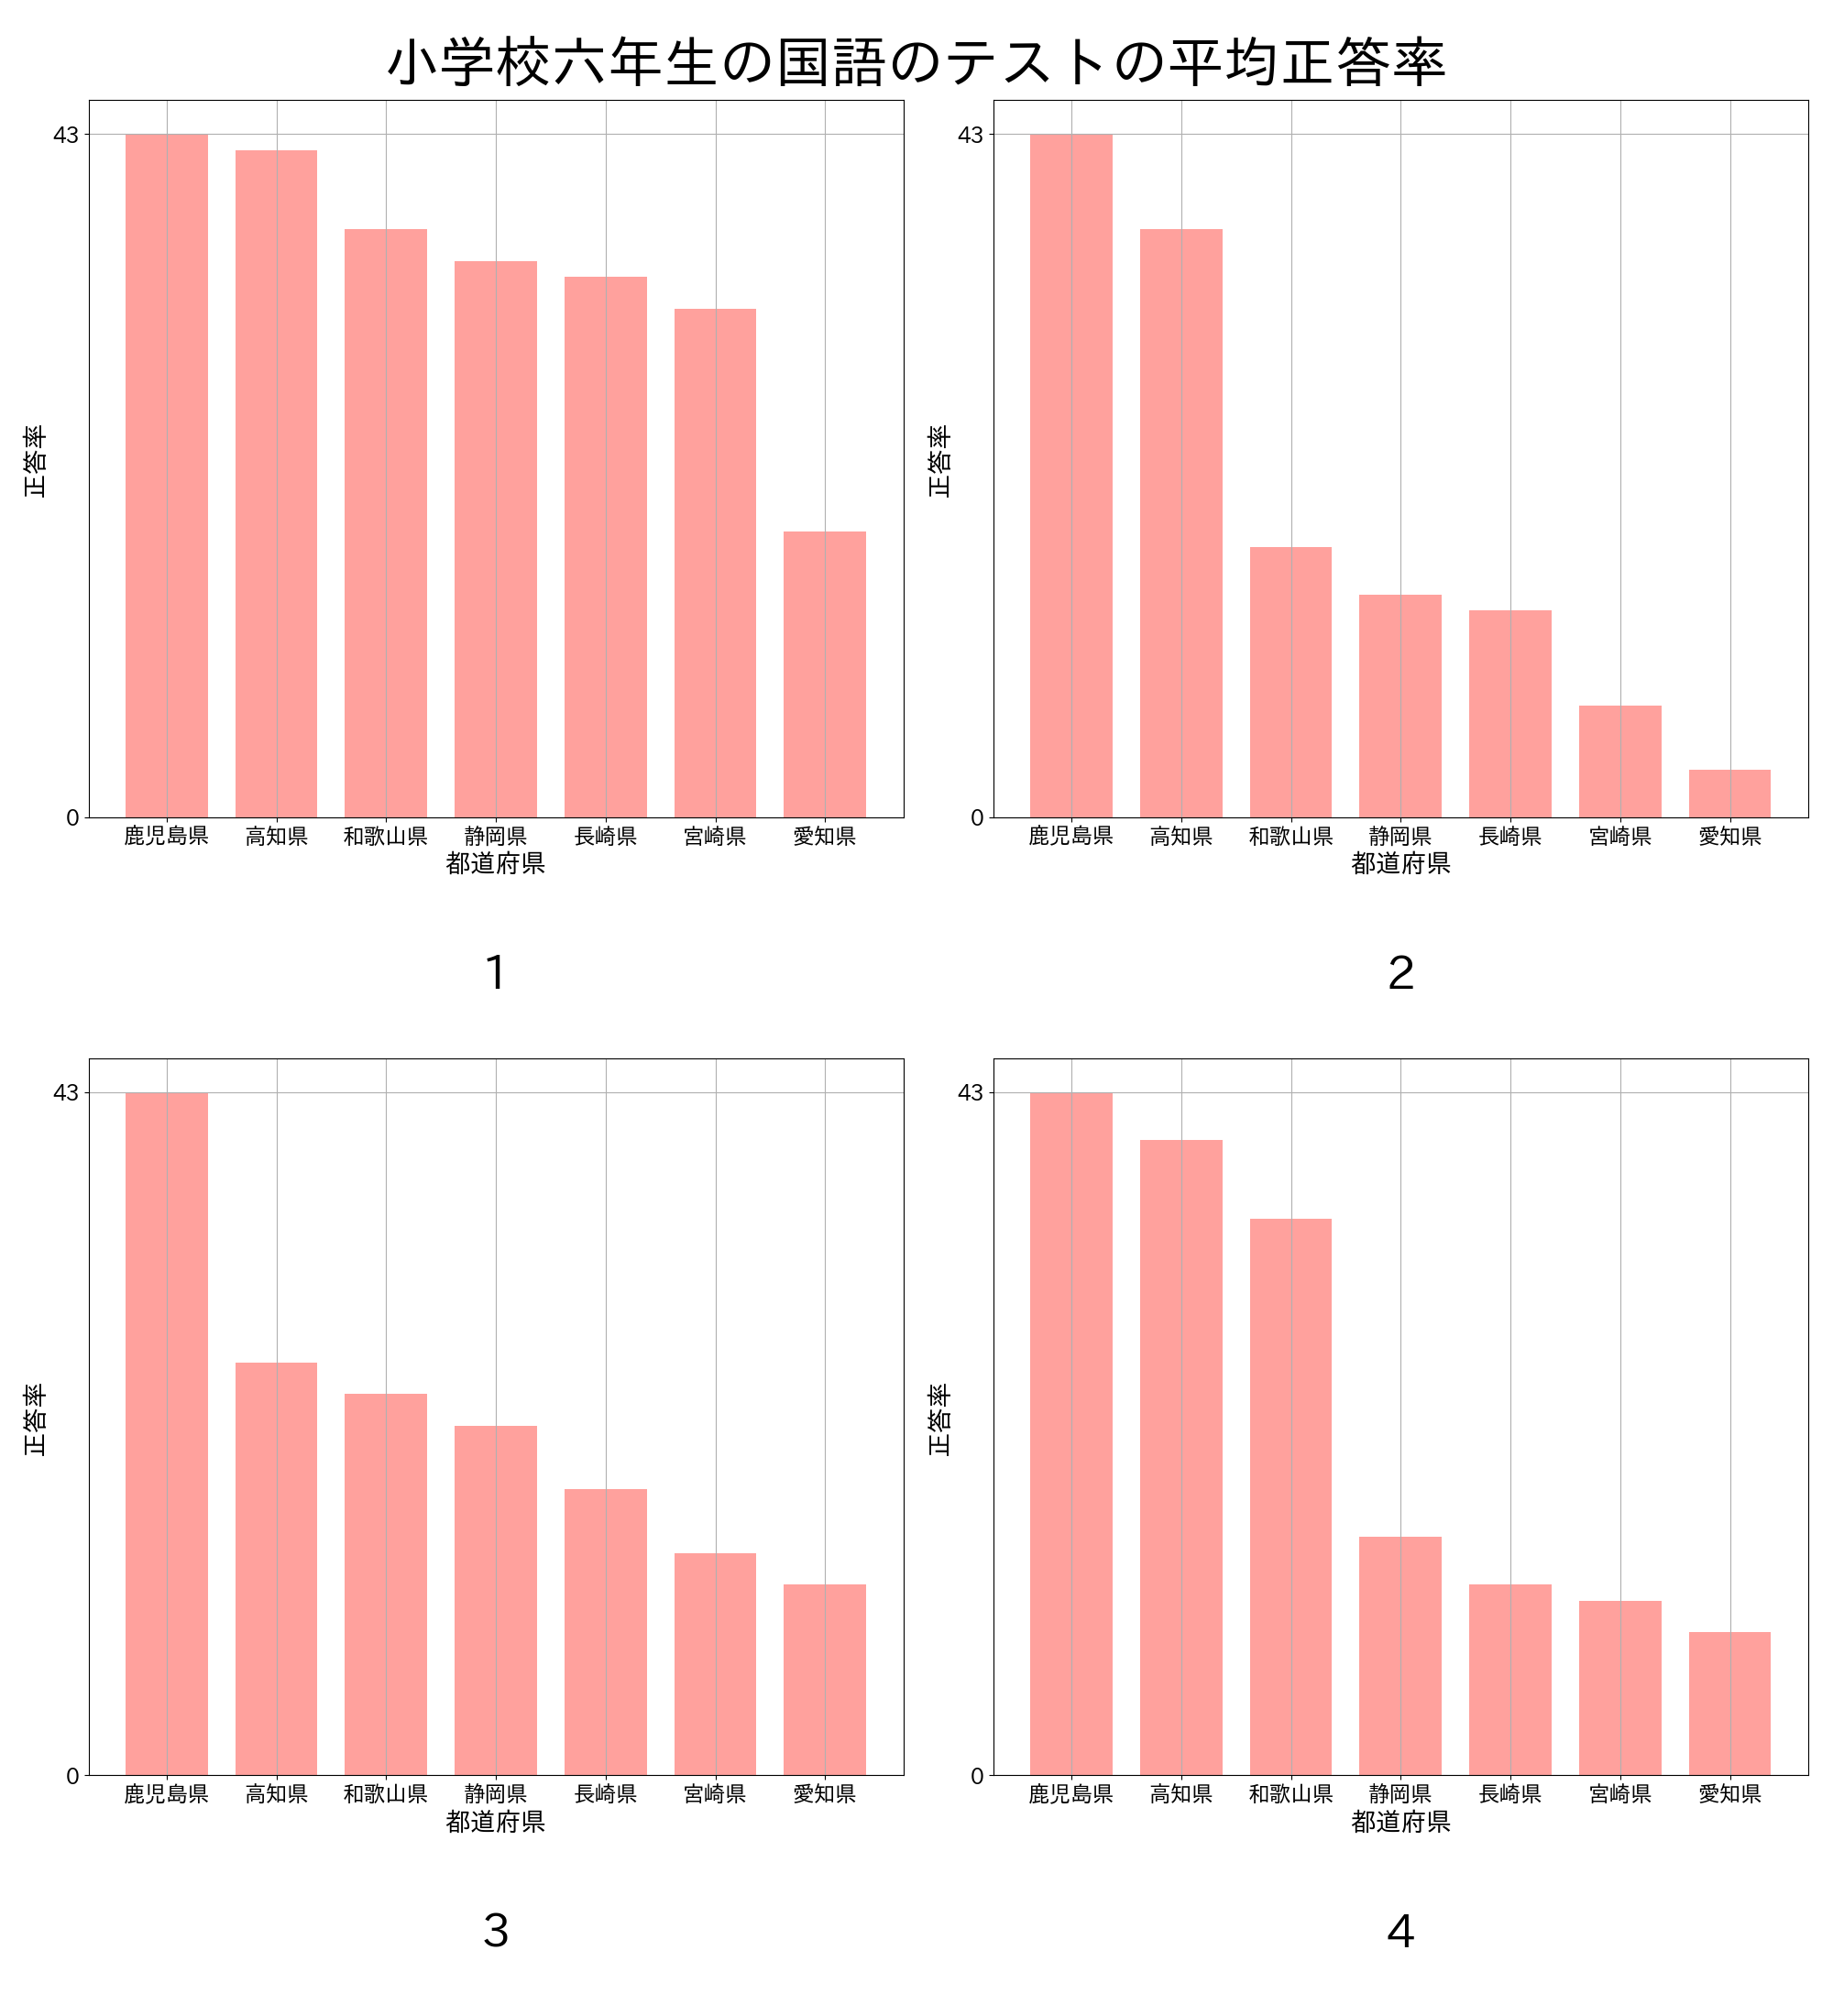 小学校六年生の国語のテストの平均正答率
43
0
正答率
鹿児島県 高知県 和歌山県 静岡県 長崎県 宮崎県 愛知県
都道府県
1
43
0
正答率
鹿児島県 高知県 和歌山県 静岡県 長崎県 宮崎県 愛知県
都道府県
2
43
0
正答率
鹿児島県 高知県 和歌山県 静岡県 長崎県 宮崎県 愛知県
都道府県
3
43
0
正答率
鹿児島県 高知県 和歌山県 静岡県 長崎県 宮崎県 愛知県
都道府県
4